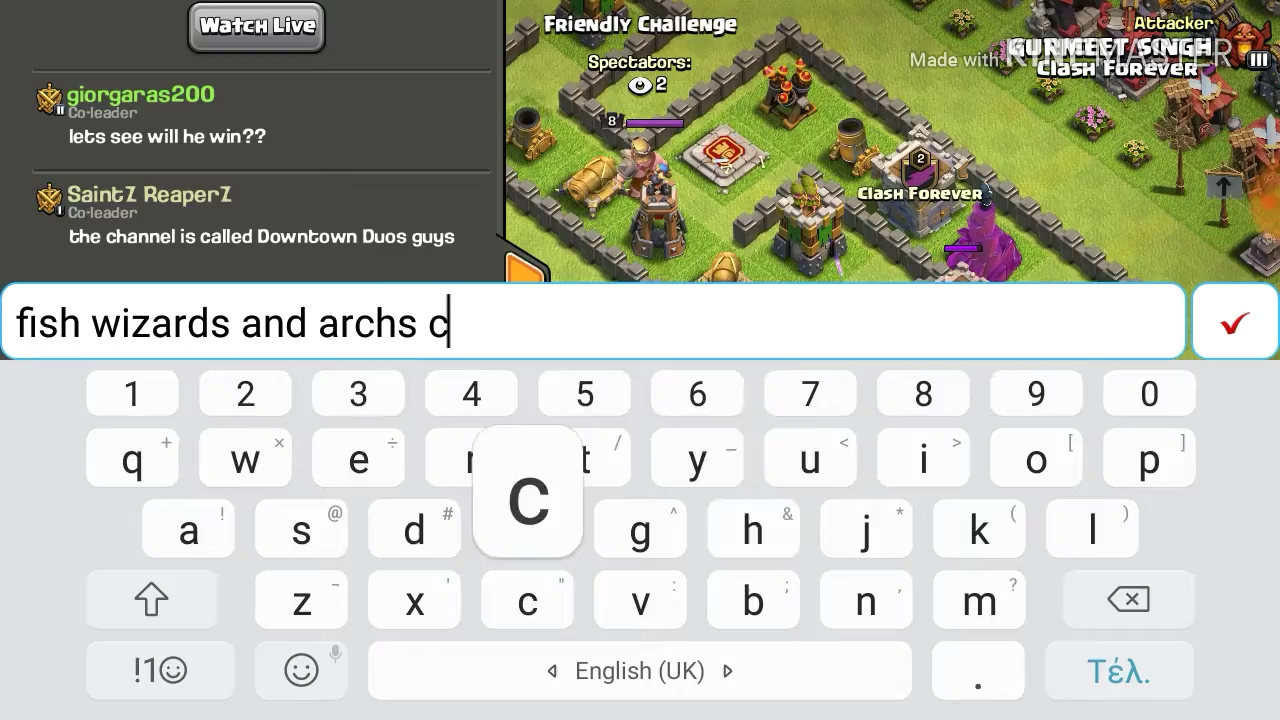 Watch Live
giorgaras200
Co-leader
lets see will he win??
SaintZ ReaperZ
Co-leader
the channel is called Downtown Duos guys
Friendly Challenge
Spectators:
2
8
2
Clash Forever
Attacker
GURMEET SINGH
Clash Forever
Made with KINEMASTER
fish wizards and archs c
1 2 3 4 5 6 7 8 9 0
q + w × e ÷ r t / y _ u < i > o [ p ]
c
a ! s @ d # g ^ h & j * k ( l )
z - x ' c " v : b ; n , m ?
!1☺ English (UK) . Τέλ.